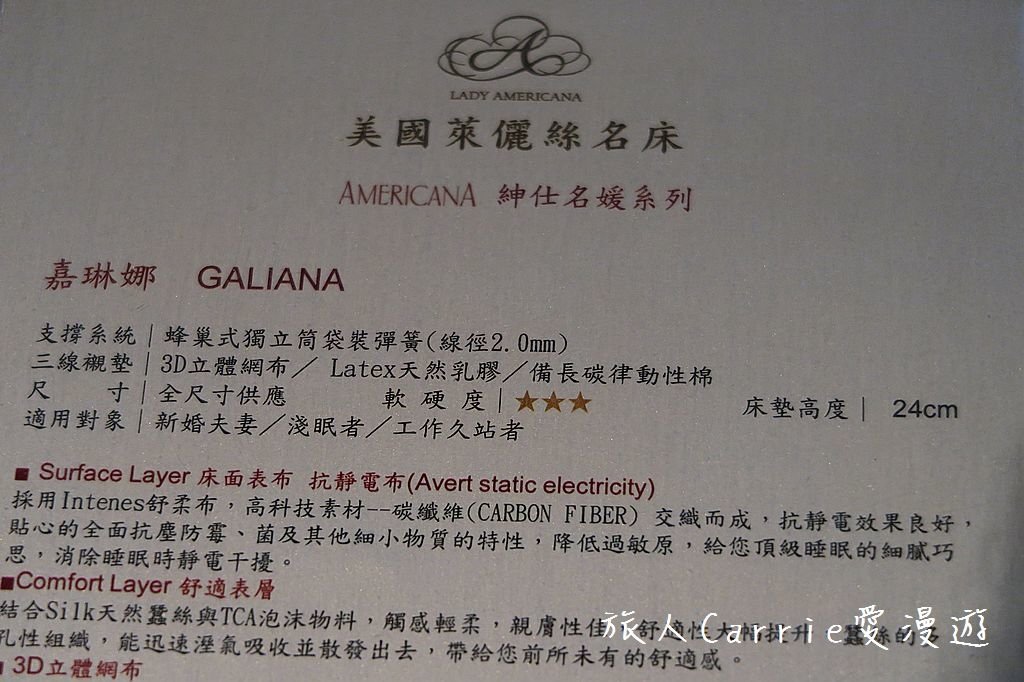 A
LADY AMERICANA
美國萊儷絲名床
AMERICANA 紳仕名媛系列
嘉琳娜 GALIANA
支撐系統│蜂巢式獨立筒袋裝彈簧(線徑2.0mm)
三線襯墊│3D立體網布╱ Latex天然乳膠╱備長碳律動性棉
尺 寸│全尺寸供應 軟 硬 度│★★★ 床墊高度│ 24cm
適用對象│新婚夫妻╱淺眠者╱工作久站者
■ Surface Layer 床面表布 抗靜電布(Avert static electricity)
採用Intenes舒柔布，高科技素材--碳纖維(CARBON FIBER) 交織而成，抗靜電效果良好，
貼心的全面抗塵防霉、菌及其他細小物質的特性，降低過敏原，給您頂級睡眠的細膩巧
思，消除睡眠時靜電干擾。
■Comfort Layer 舒適表層
結合Silk天然蠶絲與TCA泡沫物料，觸感輕柔，親膚性佳，舒適性大幅提升，蠶絲的多
孔性組織，能迅速溼氣吸收並散發出去，帶給您前所未有的舒適感。
旅人Carrie愛漫遊
■ 3D立體網布